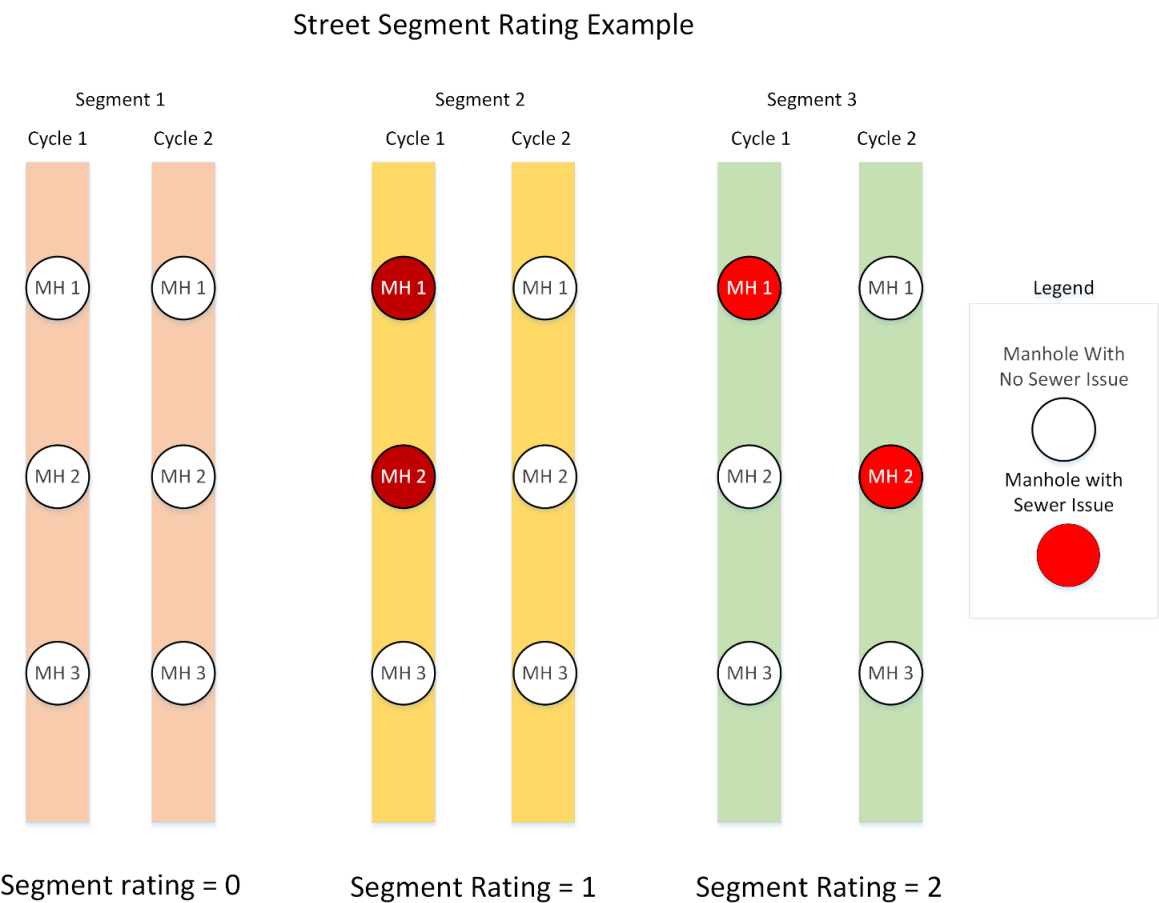 Street Segment Rating Example
Segment 1
Segment 2
Segment 3
Cycle 1
Cycle 2
Cycle 1
Cycle 2
Cycle 1
Cycle 2
MH 1
MH 1
MH 1
MH 1
MH 1
MH 1
MH 2
MH 2
MH 2
MH 2
MH 2
MH 2
MH 3
MH 3
MH 3
MH 3
MH 3
MH 3
Legend
Manhole With
No Sewer Issue
Manhole with
Sewer Issue
Segment rating = 0
Segment Rating = 1
Segment Rating = 2